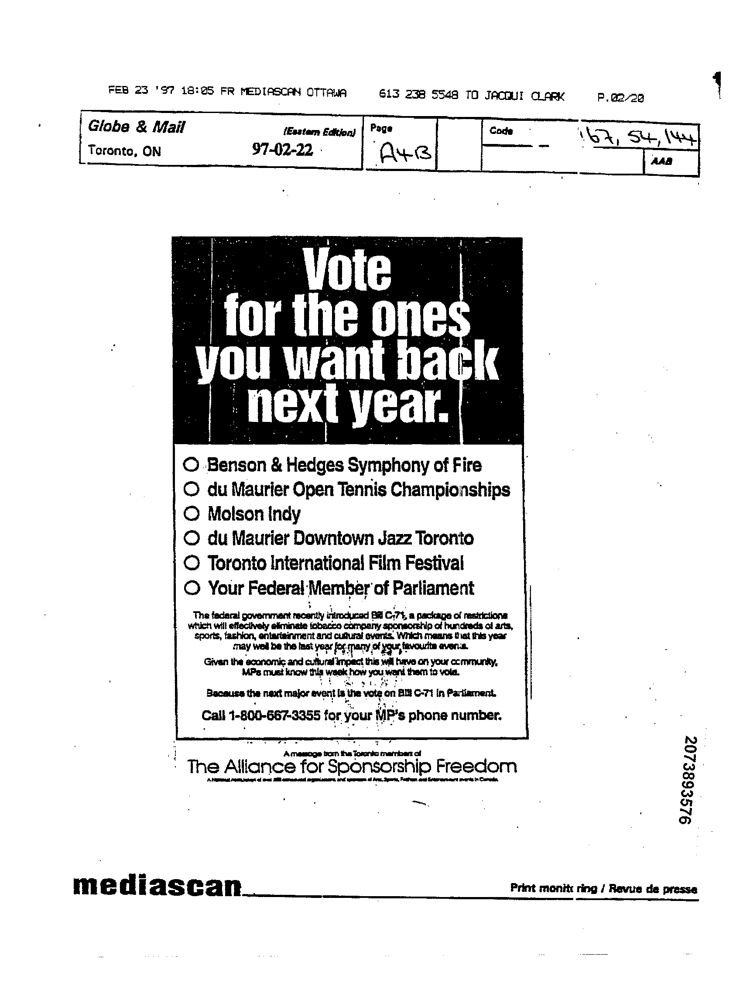 FEB 23 '97 18:05 FR MEDIASCAN OTTAWA 613 238 5548 TO JACQUI CLARK P.02/20
Globe & Mail (Eastern Edition) Page Code 167, 54, 144
Toronto, ON 97-02-22 A4B AAB
Vote
for the ones
you want back
next year.
Benson & Hedges Symphony of Fire
du Maurier Open Tennis Championships
Molson Indy
du Maurier Downtown Jazz Toronto
Toronto International Film Festival
Your Federal Member of Parliament
The federal government recently introduced Bill C-71, a package of restrictions
which will effectively eliminate tobacco company sponsorship of hundreds of arts,
sports, fashion, entertainment and cultural events. Which means that this year
may well be the last year for many of your favourite events.
Given the economic and cultural impact this will have on your community,
MPs must know this week how you want them to vote.
Because the next major event is the vote on Bill C-71 in Parliament.
Call 1-800-667-3355 for your MP's phone number.
A message from the Toronto members of
The Alliance for Sponsorship Freedom
2073893576
mediascan
Print monitoring / Revue de presse